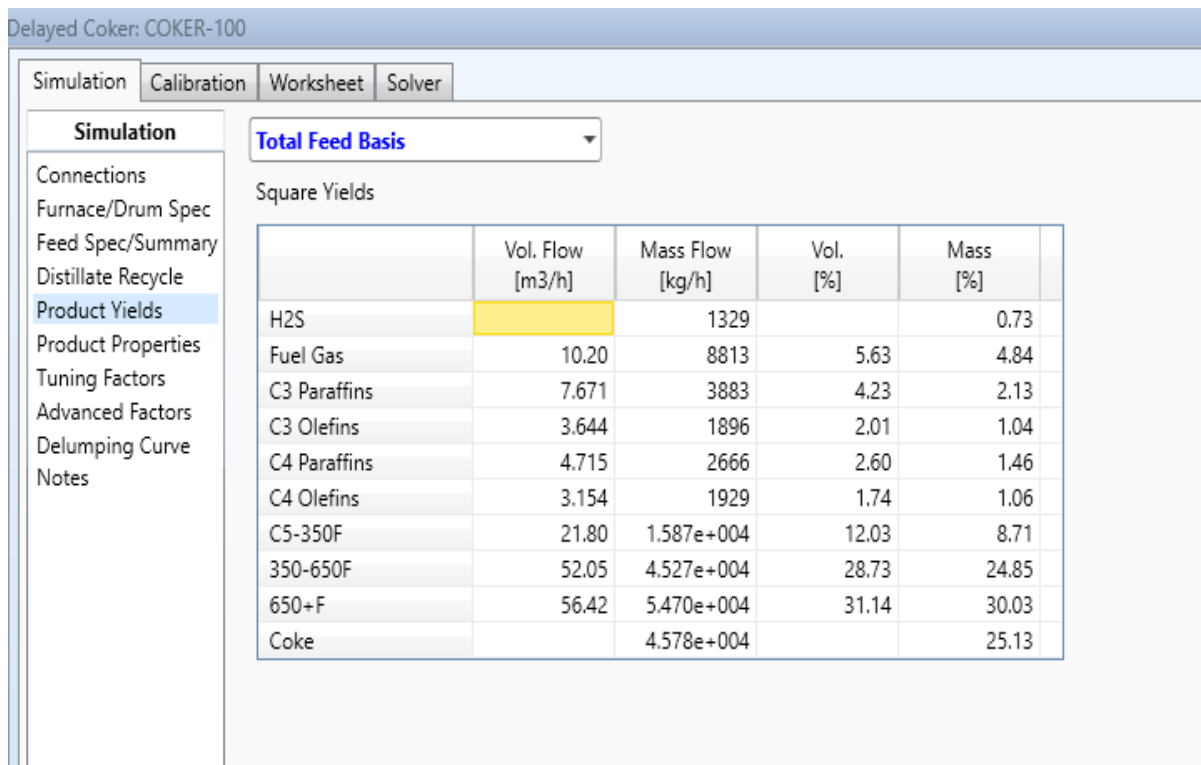 Delayed Coker: COKER-100
Simulation Calibration Worksheet Solver
Simulation
Connections
Furnace/Drum Spec
Feed Spec/Summary
Distillate Recycle
Product Yields
Product Properties
Tuning Factors
Advanced Factors
Delumping Curve
Notes
Total Feed Basis
Square Yields
Vol. Flow [m3/h] Mass Flow [kg/h] Vol. [%] Mass [%]
H2S 1329 0.73
Fuel Gas 10.20 8813 5.63 4.84
C3 Paraffins 7.671 3883 4.23 2.13
C3 Olefins 3.644 1896 2.01 1.04
C4 Paraffins 4.715 2666 2.60 1.46
C4 Olefins 3.154 1929 1.74 1.06
C5-350F 21.80 1.587e+004 12.03 8.71
350-650F 52.05 4.527e+004 28.73 24.85
650+F 56.42 5.470e+004 31.14 30.03
Coke 4.578e+004 25.13